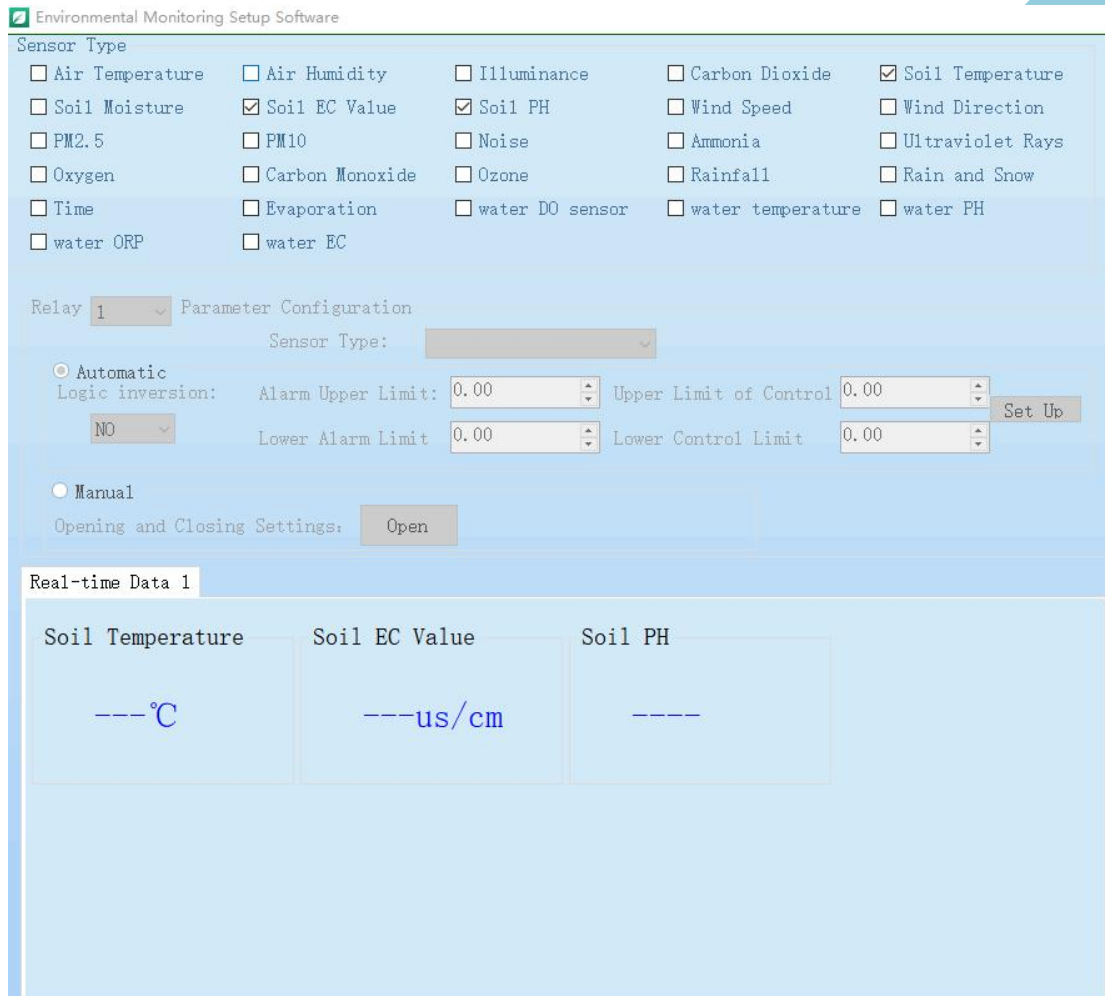 Environmental Monitoring Setup Software
Sensor Type
Air Temperature Air Humidity Illuminance Carbon Dioxide Soil Temperature
Soil Moisture Soil EC Value Soil PH Wind Speed Wind Direction
PM2.5 PM10 Noise Ammonia Ultraviolet Rays
Oxygen Carbon Monoxide Ozone Rainfall Rain and Snow
Time Evaporation water DO sensor water temperature water PH
water ORP water EC
Relay 1 Parameter Configuration
Sensor Type:
Automatic
Logic inversion: Alarm Upper Limit: 0.00 Upper Limit of Control 0.00
Set Up
NO Lower Alarm Limit 0.00 Lower Control Limit 0.00
Manual
Opening and Closing Settings: Open
Real-time Data 1
Soil Temperature Soil EC Value Soil PH
---℃ ---us/cm ----